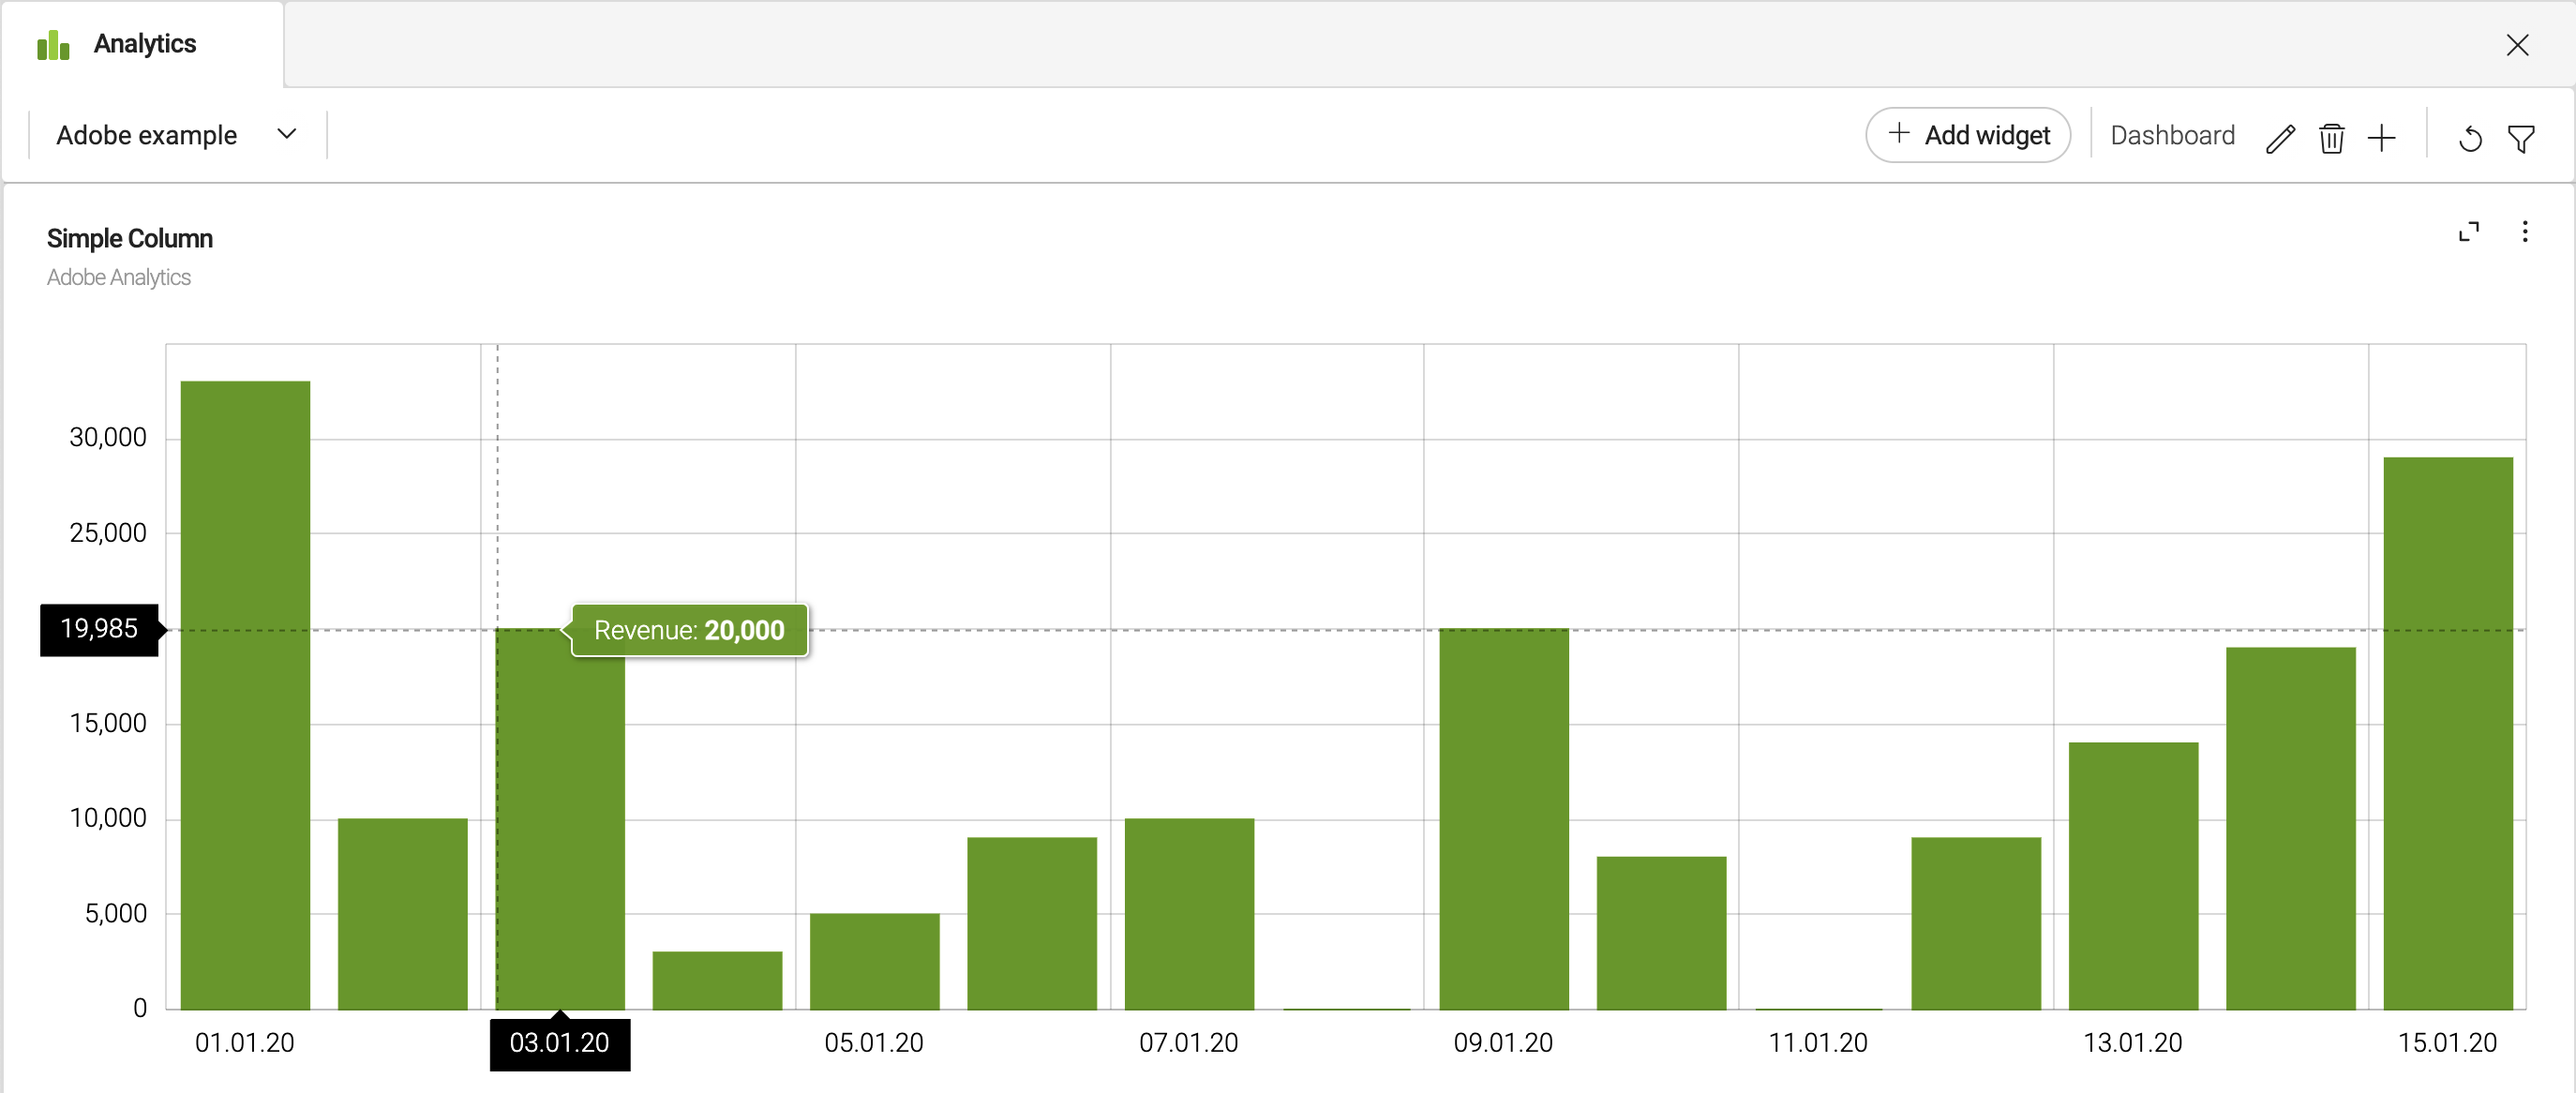 Analytics
Adobe example
Add widget
Dashboard
Simple Column
Adobe Analytics
30,000
25,000
19,985
Revenue: 20,000
15,000
10,000
5,000
0
01.01.20
03.01.20
05.01.20
07.01.20
09.01.20
11.01.20
13.01.20
15.01.20